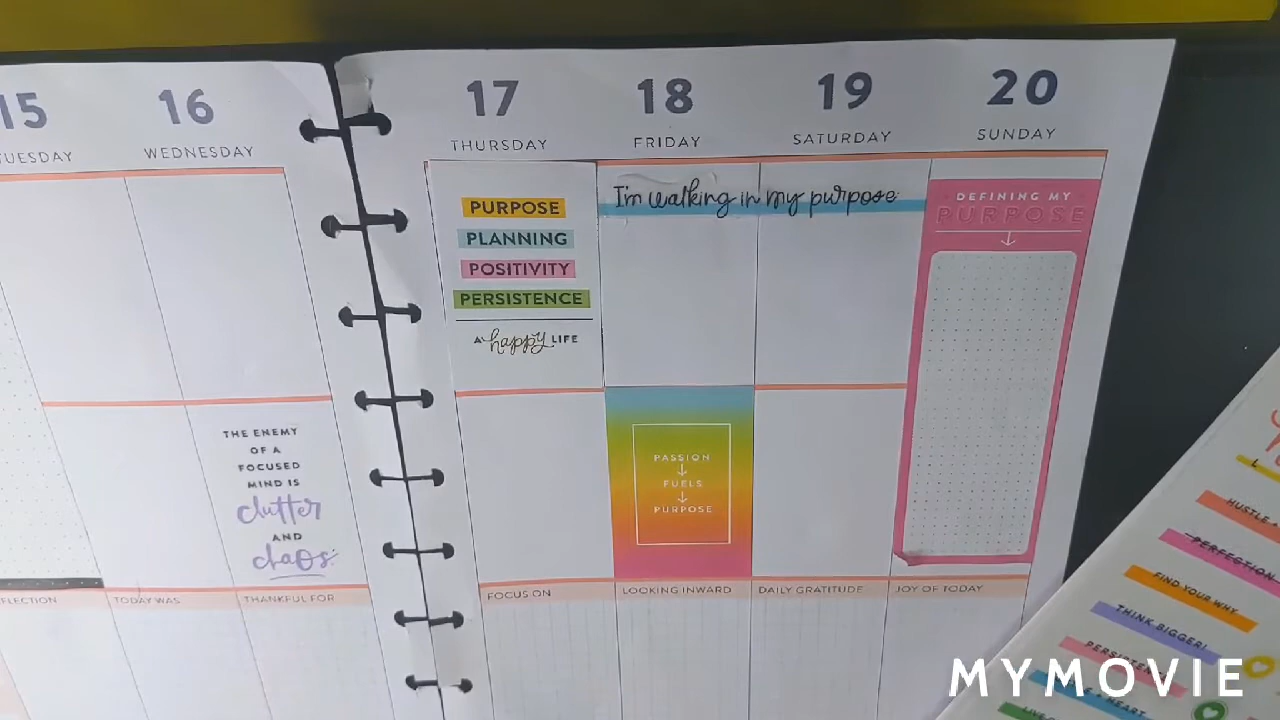 15
16
17
18
19
20
TUESDAY
WEDNESDAY
THURSDAY
FRIDAY
SATURDAY
SUNDAY
PURPOSE
PLANNING
POSITIVITY
PERSISTENCE
A happy LIFE
I'm walking in my purpose
DEFINING MY
PURPOSE
THE ENEMY
OF A
FOCUSED
MIND IS
clutter
AND
chaos
PASSION
FUELS
PURPOSE
FLECTION
TODAY WAS
THANKFUL FOR
FOCUS ON
LOOKING INWARD
DAILY GRATITUDE
JOY OF TODAY
HUSTLE
PERFECTION
FIND YOUR WHY
THINK BIGGER!
HEART
MYMOVIE